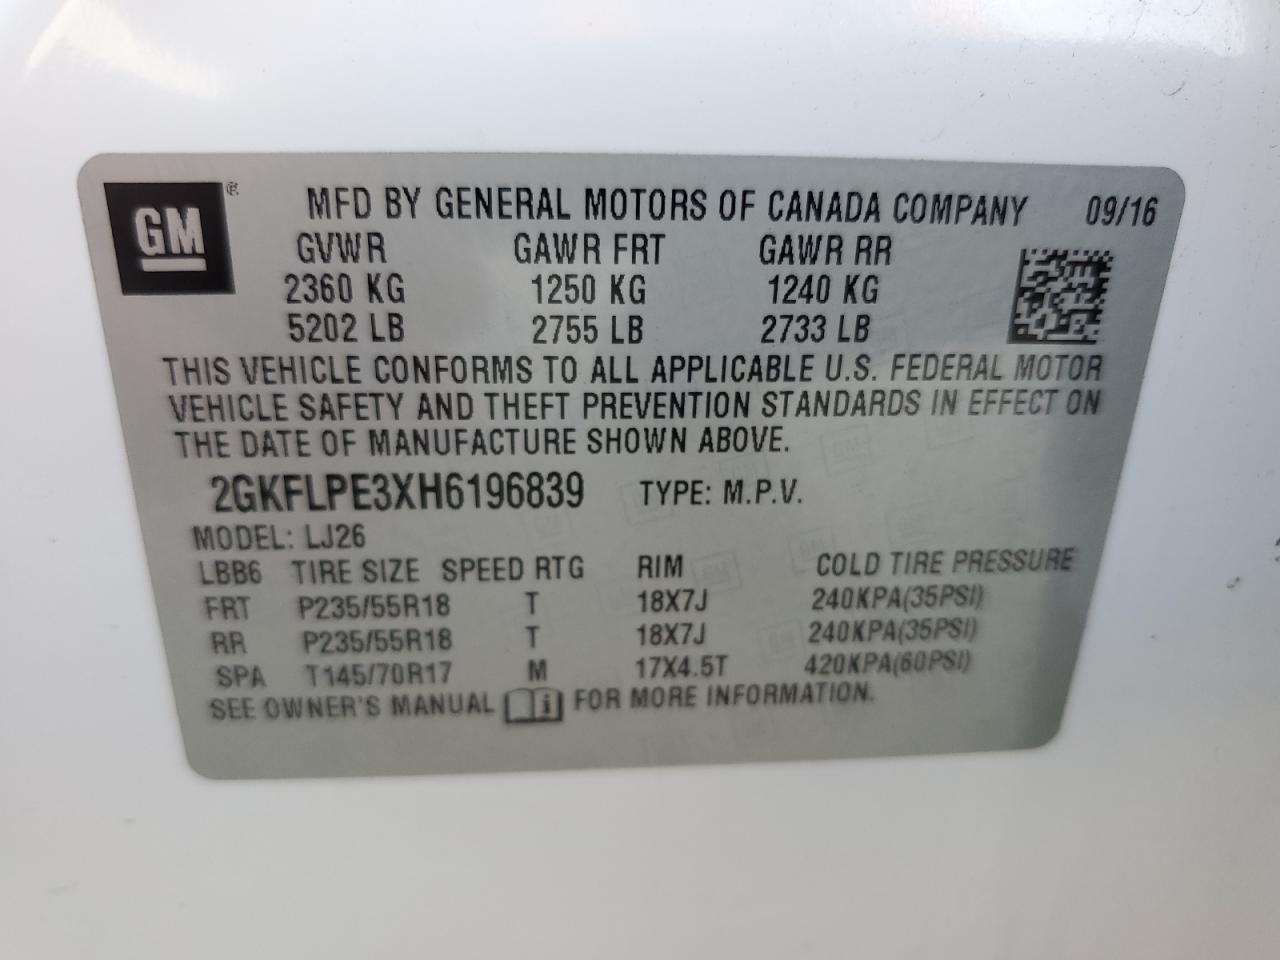 GM ® MFD BY GENERAL MOTORS OF CANADA COMPANY 09/16
GVWR GAWR FRT GAWR RR
2360 KG 1250 KG 1240 KG
5202 LB 2755 LB 2733 LB
THIS VEHICLE CONFORMS TO ALL APPLICABLE U.S. FEDERAL MOTOR
VEHICLE SAFETY AND THEFT PREVENTION STANDARDS IN EFFECT ON
THE DATE OF MANUFACTURE SHOWN ABOVE.
2GKFLPE3XH6196839 TYPE: M.P.V.
MODEL: LJ26
LBB6 TIRE SIZE SPEED RTG RIM COLD TIRE PRESSURE
FRT P235/55R18 T 18X7J 240KPA(35PSI)
RR P235/55R18 T 18X7J 240KPA(35PSI)
SPA T145/70R17 M 17X4.5T 420KPA(60PSI)
SEE OWNER'S MANUAL i FOR MORE INFORMATION.